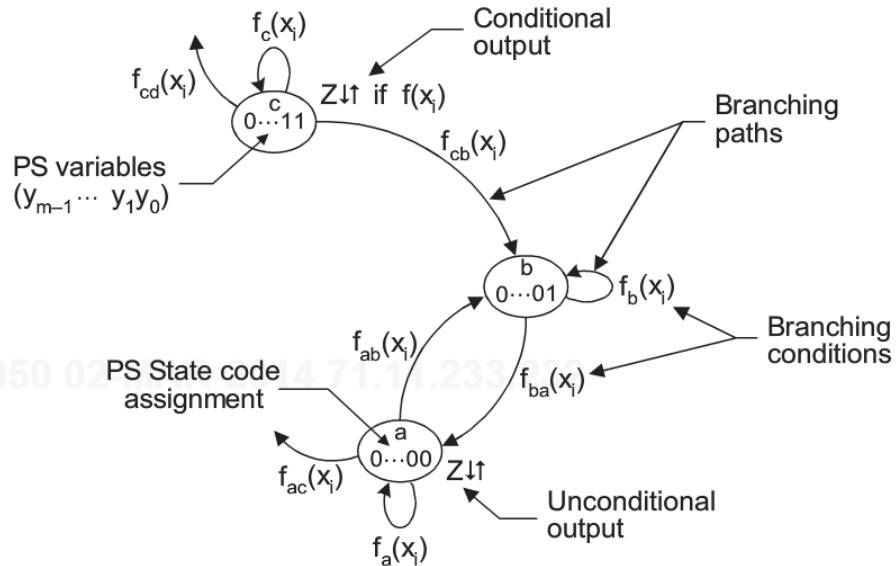 Conditional
output
f_c(x_i)
f_cd(x_i)
Z↓↑ if f(x_i)
c
0···11
PS variables
(y_m–1 ··· y_1y_0)
f_cb(x_i)
Branching
paths
b
0···01
f_b(x_i)
Branching
conditions
f_ab(x_i)
f_ba(x_i)
PS State code
assignment
a
0···00
Z↓↑
f_ac(x_i)
f_a(x_i)
Unconditional
output